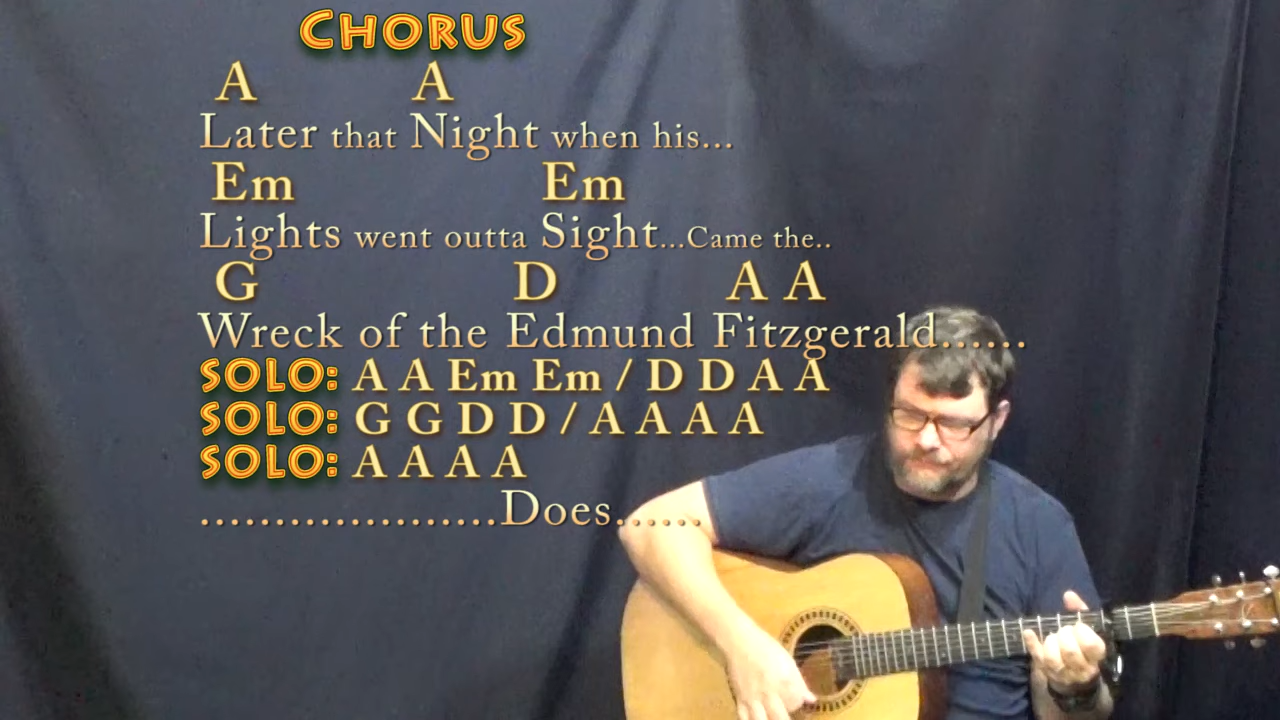 CHORUS
A A
Later that Night when his...
Em Em
Lights went outta Sight...Came the..
G D A A
Wreck of the Edmund Fitzgerald......
SOLO: A A Em Em / D D A A
SOLO: G G D D / A A A A
SOLO: A A A A
....................Does......